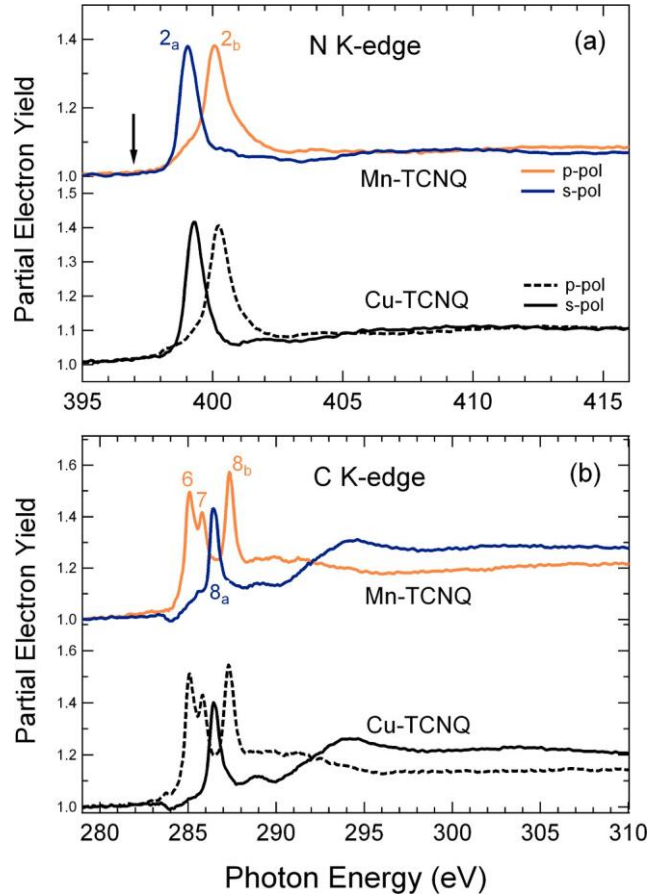 2a 2b N K-edge (a)
1.4
1.2
1.0
Mn-TCNQ
p-pol
s-pol
1.5
1.4
1.3
1.2
1.1
1.0
Cu-TCNQ
p-pol
s-pol
395 400 405 410 415
Partial Electron Yield
8b
6
7
C K-edge (b)
1.6
1.4
1.2
1.0
8a
Mn-TCNQ
1.6
1.4
1.2
1.0
Cu-TCNQ
280 285 290 295 300 305 310
Partial Electron Yield
Photon Energy (eV)